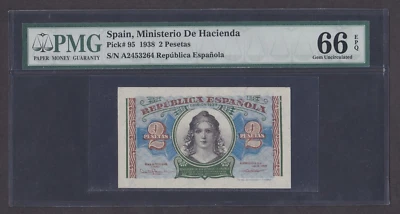 PMG
PAPER MONEY GUARANTY
Spain, Ministerio De Hacienda
Pick# 95 1938 2 Pesetas
S/N A2453264 República Española
66 EPQ
Gem Uncirculated
REPUBLICA ESPAÑOLA
2 PESETAS
2 PESETAS